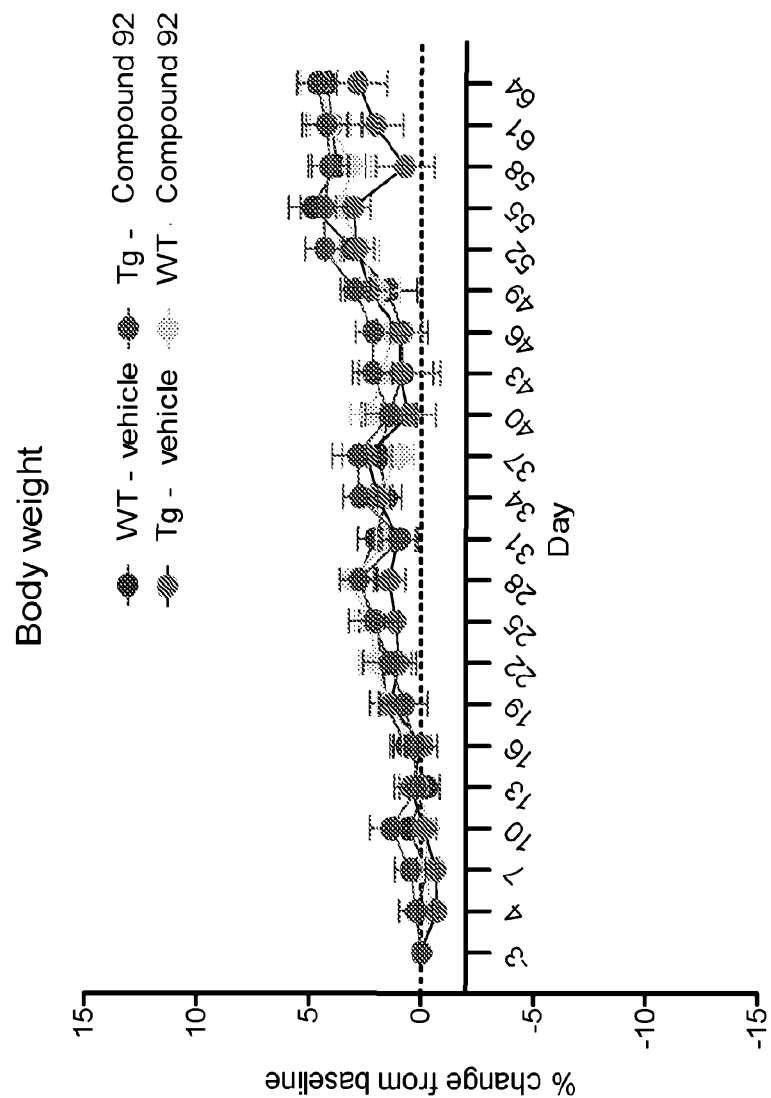 Body weight
WT - vehicle Tg - Compound 92
Tg - vehicle WT - Compound 92
% change from baseline
15
10
5
0
-5
-10
-15
-3 4 7 10 13 16 19 22 25 28 31 34 37 40 43 46 49 52 55 58 61 64
Day